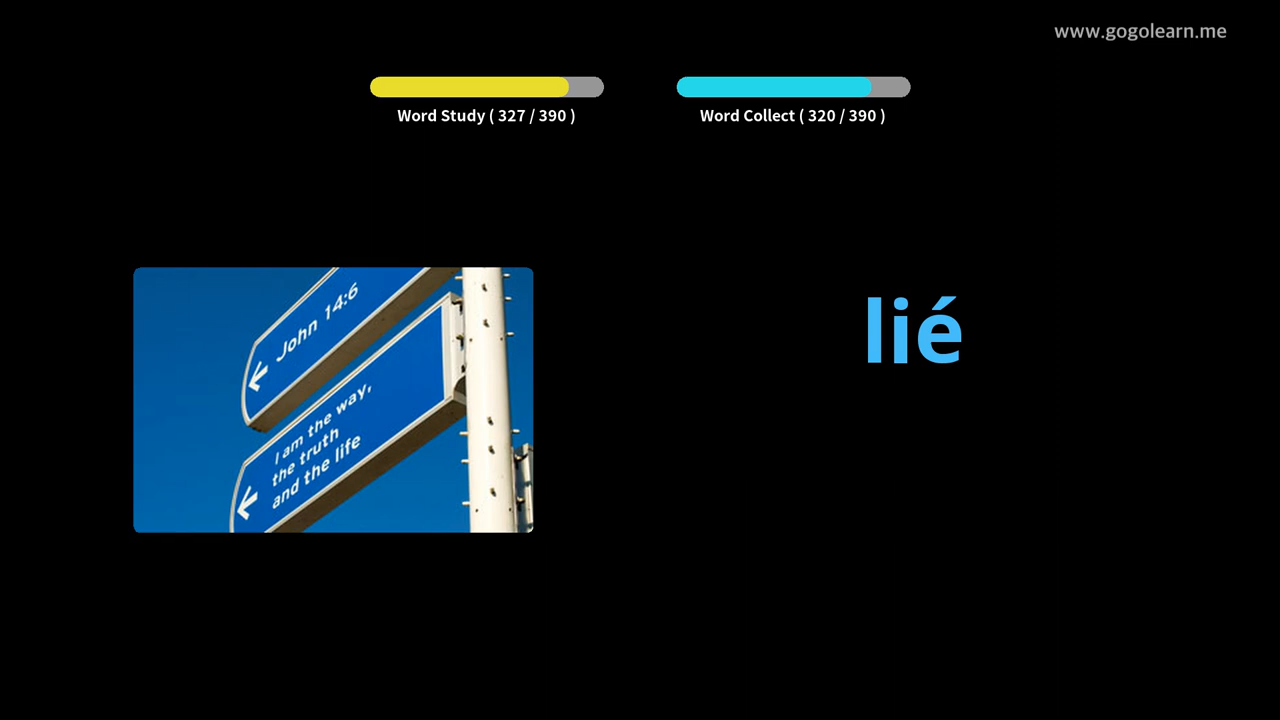 www.gogolearn.me
Word Study ( 327 / 390 )
Word Collect ( 320 / 390 )
lié
John 14:6
I am the way,
the truth
and the life